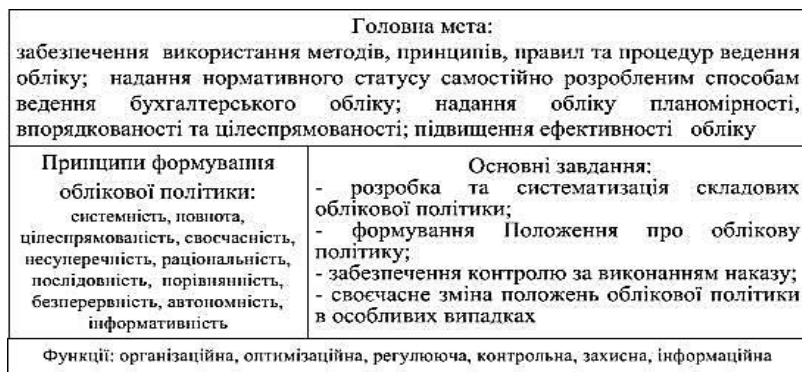 Головна мета:
забезпечення використання методів, принципів, правил та процедур ведення
обліку; надання нормативного статусу самостійно розробленим способам
ведення бухгалтерського обліку; надання обліку планомірності,
впорядкованості та цілеспрямованості; підвищення ефективності обліку
Принципи формування
облікової політики:
системність, повнота,
цілеспрямованість, своєчасність,
несуперечність, раціональність,
послідовність, порівнянність,
безперервність, автономність,
інформативність
Основні завдання:
- розробка та систематизація складових
облікової політики;
- формування Положення про облікову
політику;
- забезпечення контролю за виконанням наказу;
- своєчасне зміна положень облікової політики
в особливих випадках
Функції: організаційна, оптимізаційна, регулююча, контрольна, захисна, інформаційна